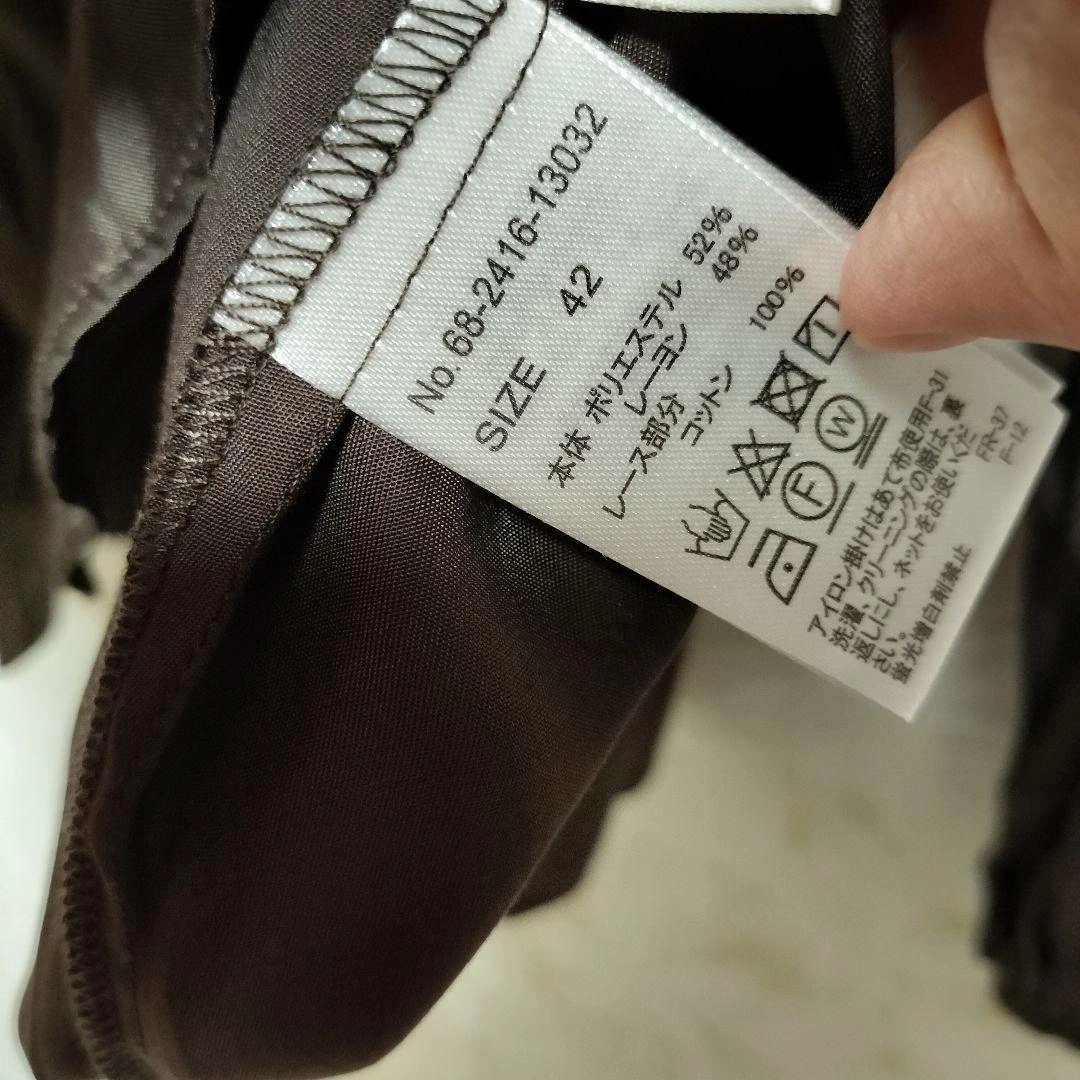 No.68-2416-13032
SIZE 42
本体 ポリエステル 52%
レーヨン 48%
レース部分
コットン 100%
W
F
アイロン掛けはあて布使用F-31
洗濯、クリーニングの際は、裏
返しにし、ネットをお使いくだ
さい。 FR-37
蛍光増白剤禁止 F-12